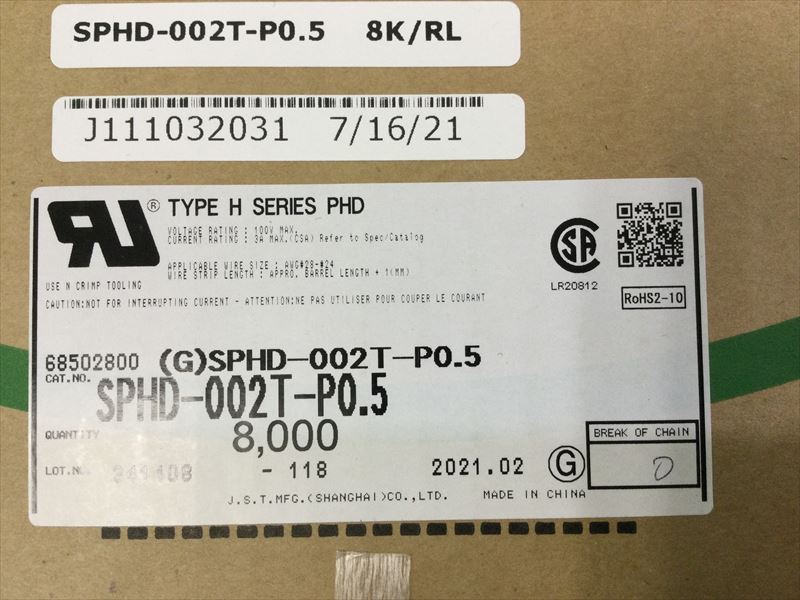 SPHD-002T-P0.5 8K/RL
J111032031 7/16/21
® TYPE H SERIES PHD
VOLTAGE RATING : 100V MAX.
CURRENT RATING : 3A MAX.(CSA) Refer to Spec/Catalog
APPLICABLE WIRE SIZE : AWG#28-#24
WIRE STRIP LENGTH : APPRO, BARREL LENGTH + 1(MM)
USE N CRIMP TOOLING
CAUTION:NOT FOR INTERRUPTING CURRENT - ATTENTION:NE PAS UTILISER POUR COUPER LE COURANT
SA
LR20812
RoHS2-10
68502800 (G)SPHD-002T-P0.5
CAT.NO. SPHD-002T-P0.5
QUANTITY 8,000
BREAK OF CHAIN
0
LOT.NO. - 118 2021.02 G
J.S.T.MFG.(SHANGHAI)CO.,LTD. MADE IN CHINA